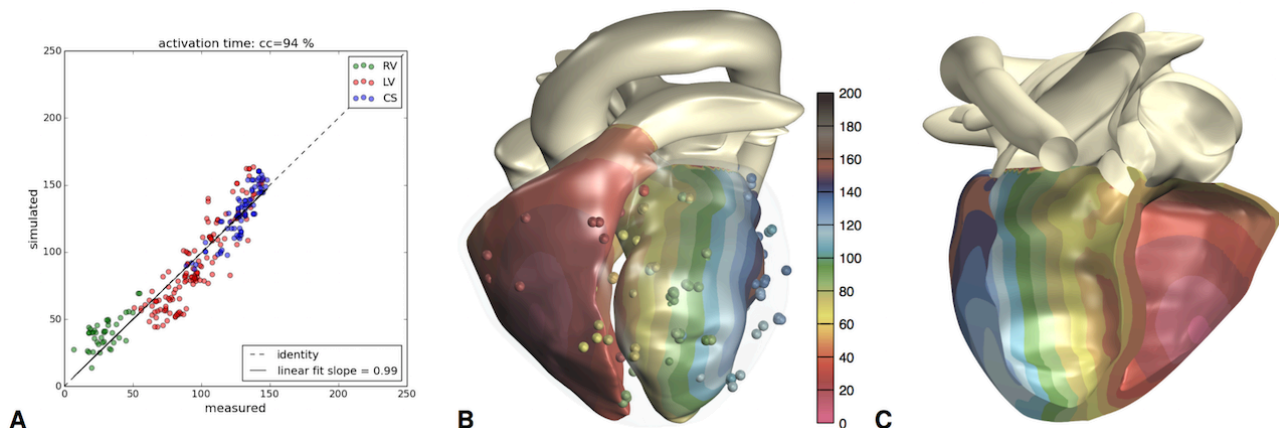 activation time: cc=94 %
250
200
150
100
50
0
simulated
0 50 100 150 200 250
measured
RV
LV
CS
identity
linear fit slope = 0.99
A
B
200
180
160
140
120
100
80
60
40
20
0
C